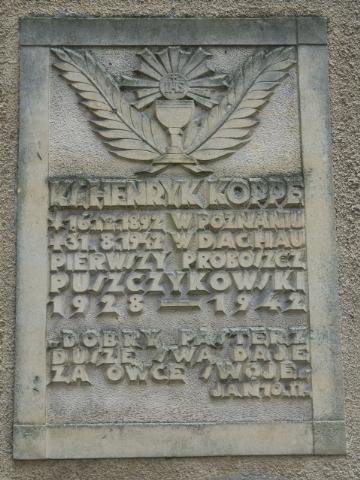 IHS
KS. HENRYK KOPPE
* 16.12.1892 W POZNANIU
+ 31.8.1942 W DACHAU
PIERWSZY PROBOSZCZ
PUSZCZYKOWSKI
1928 — 1942
"DOBRY PASTERZ
DUSZĘ SWĄ DAJE
ZA OWCE SWOJE"
JAN 10.11.